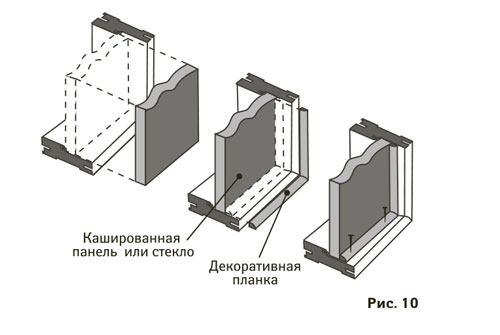 Кашированная
панель или стекло
Декоративная
планка
Рис. 10